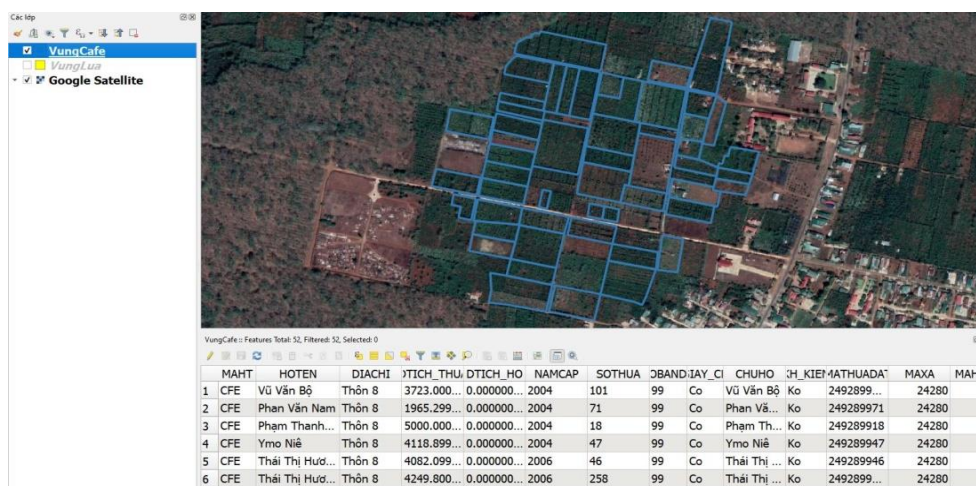 Các lớp
VungCafe
VungLua
Google Satellite
VungCafe :: Features Total: 52, Filtered: 52, Selected: 0
MAHT HOTEN DIACHI DTICH_HO NAMCAP SOTHUA CHUHO MAXA
1 CFE Vũ Văn Bộ Thôn 8 3723.000... 0.000000... 2004 101 99 Co Vũ Văn Bộ Ko 2492899... 24280
2 CFE Phan Văn Nam Thôn 8 1965.299... 0.000000... 2004 71 99 Co Phan Vă... Ko 249289971 24280
3 CFE Phạm Thanh... Thôn 8 5000.000... 0.000000... 2004 18 99 Co Phạm Th... Ko 249289918 24280
4 CFE Ymo Niê Thôn 8 4118.899... 0.000000... 2004 47 99 Co Ymo Niê Ko 249289947 24280
5 CFE Thái Thị Hươ... Thôn 8 4082.099... 0.000000... 2006 46 99 Co Thái Thị ... Ko 249289946 24280
6 CFE Thái Thị Hươ... Thôn 8 4249.800... 0.000000... 2006 258 99 Co Thái Thị ... Ko 2492899... 24280